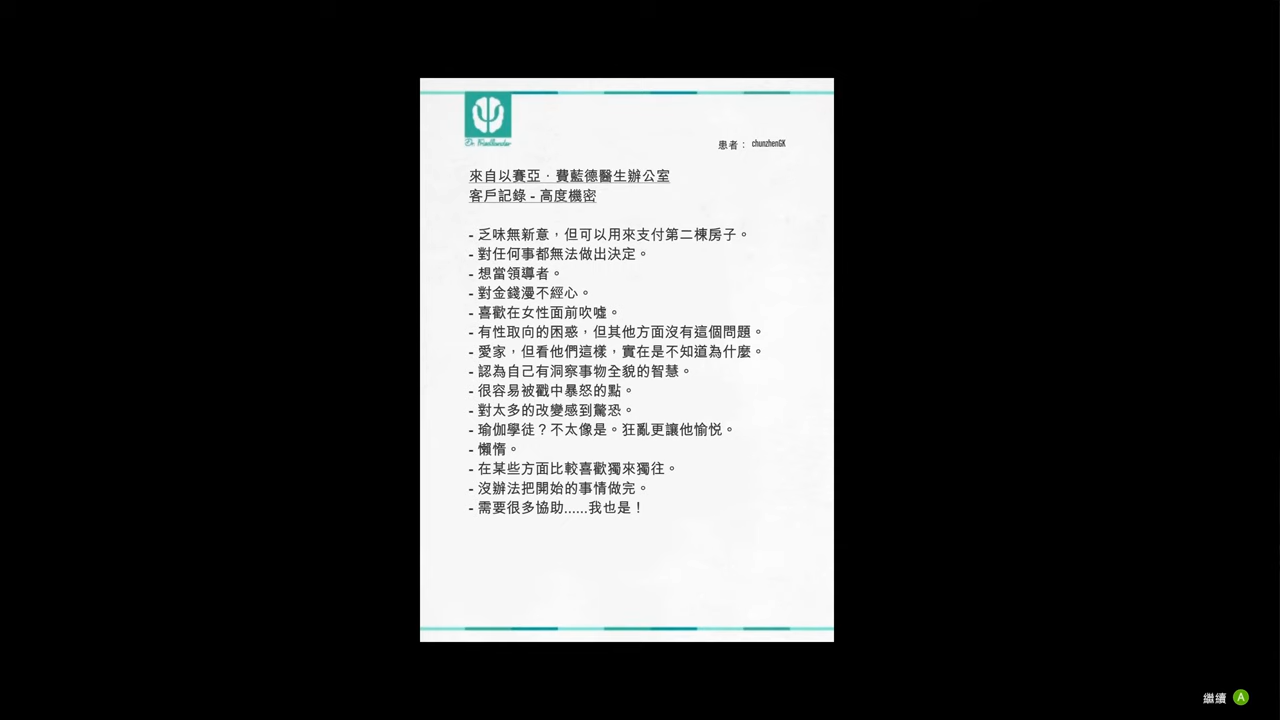 Dr. Friedlander
患者： chunzhenGK
來自以賽亞．費藍德醫生辦公室
客戶記錄 - 高度機密
- 乏味無新意，但可以用來支付第二棟房子。
- 對任何事都無法做出決定。
- 想當領導者。
- 對金錢漫不經心。
- 喜歡在女性面前吹噓。
- 有性取向的困惑，但其他方面沒有這個問題。
- 愛家，但看他們這樣，實在是不知道為什麼。
- 認為自己有洞察事物全貌的智慧。
- 很容易被戳中暴怒的點。
- 對太多的改變感到驚恐。
- 瑜伽學徒？不太像是。狂亂更讓他愉悅。
- 懶惰。
- 在某些方面比較喜歡獨來獨往。
- 沒辦法把開始的事情做完。
- 需要很多協助......我也是！
繼續 A